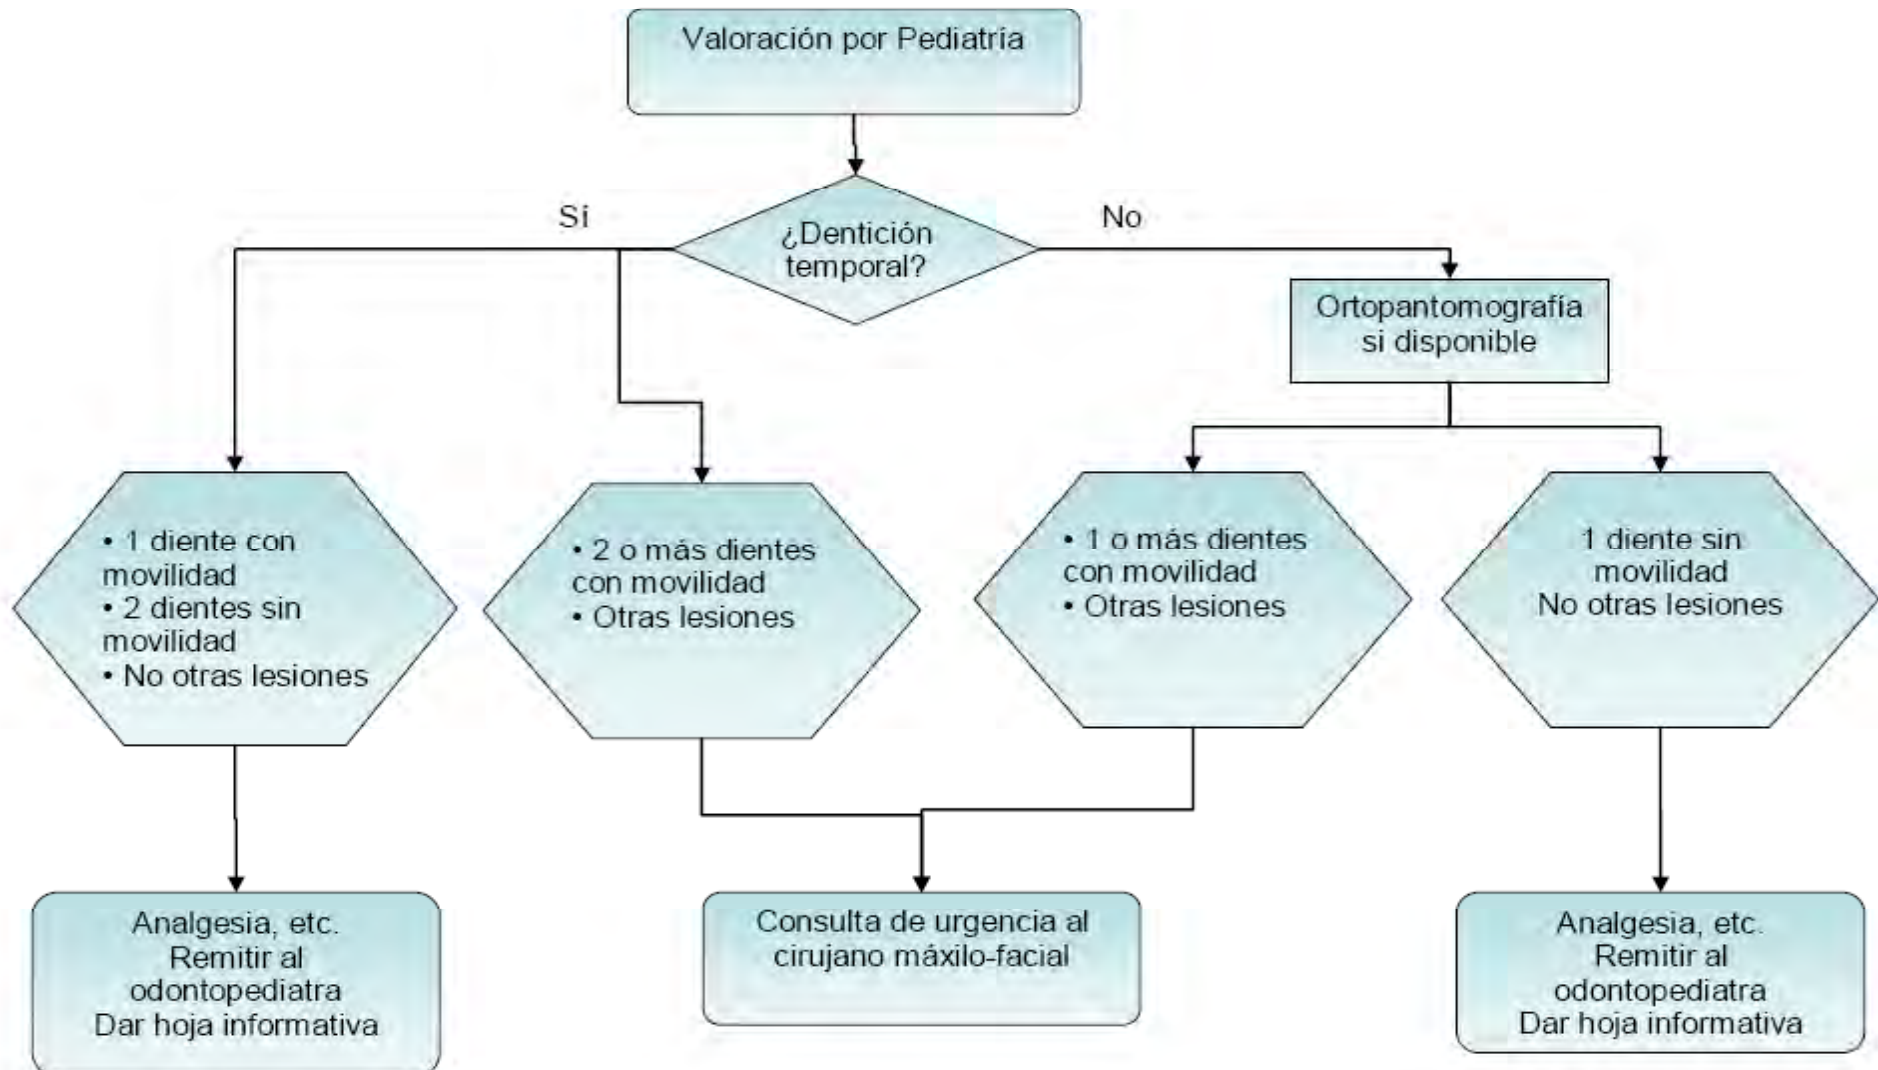 Valoración por Pediatría
Sí
¿Dentición
temporal?
No
Ortopantomografía
si disponible
• 1 diente con
movilidad
• 2 dientes sin
movilidad
• No otras lesiones
• 2 o más dientes
con movilidad
• Otras lesiones
• 1 o más dientes
con movilidad
• Otras lesiones
1 diente sin
movilidad
No otras lesiones
Analgesia, etc.
Remitir al
odontopediatra
Dar hoja informativa
Consulta de urgencia al
cirujano máxilo-facial
Analgesia, etc.
Remitir al
odontopediatra
Dar hoja informativa